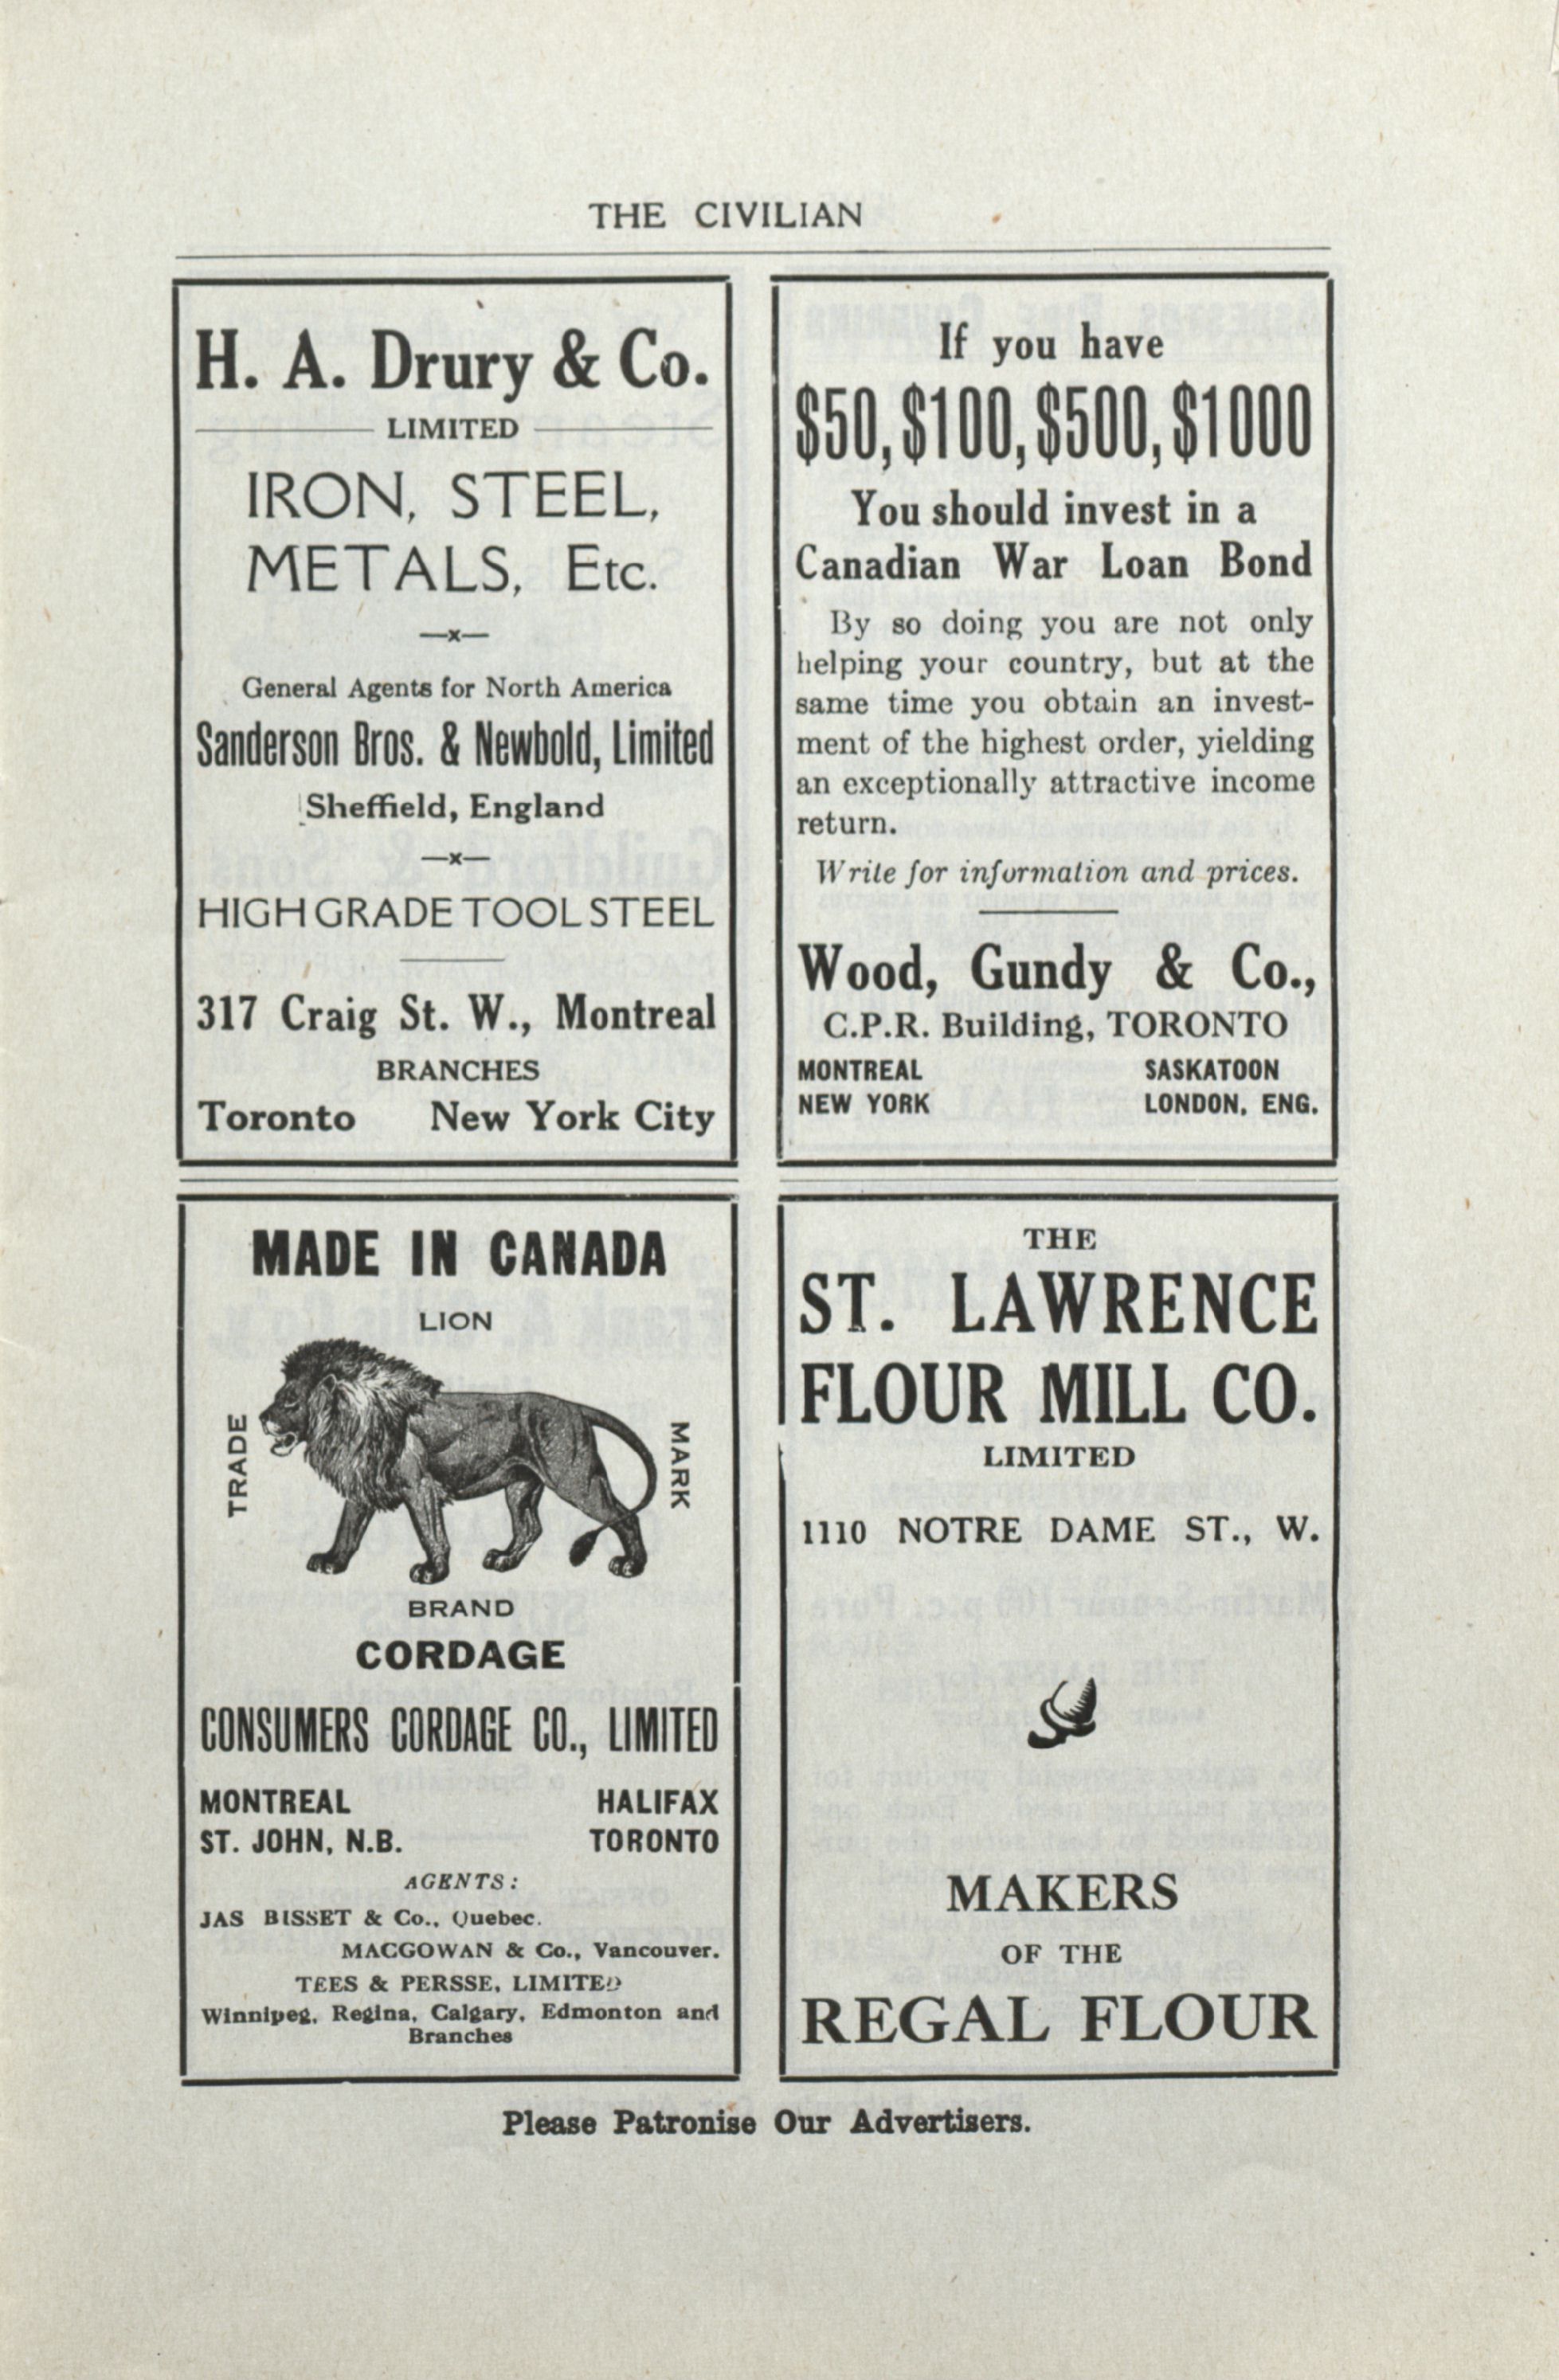 THE CIVILIAN
H. A. Drury & Co.
LIMITED
IRON, STEEL,
METALS, Etc.
—x—
General Agents for North America
Sanderson Bros. & Newbold, Limited
Sheffield, England
—x—
HIGH GRADE TOOL STEEL
317 Craig St. W., Montreal
BRANCHES
Toronto New York City
If you have
$50, $100, $500, $1000
You should invest in a
Canadian War Loan Bond
By so doing you are not only
helping your country, but at the
same time you obtain an invest-
ment of the highest order, yielding
an exceptionally attractive income
return.
Write for information and prices.
Wood, Gundy & Co.,
C.P.R. Building, TORONTO
MONTREAL SASKATOON
NEW YORK LONDON, ENG.
MADE IN CANADA
LION
TRADE
MARK
BRAND
CORDAGE
CONSUMERS CORDAGE CO., LIMITED
MONTREAL HALIFAX
ST. JOHN, N.B. TORONTO
AGENTS:
JAS BISSET & Co., Quebec.
MACGOWAN & Co., Vancouver.
TEES & PERSSE, LIMITED
Winnipeg, Regina, Calgary, Edmonton and
Branches
THE
ST. LAWRENCE
FLOUR MILL CO.
LIMITED
1110 NOTRE DAME ST., W.
MAKERS
OF THE
REGAL FLOUR
Please Patronise Our Advertisers.